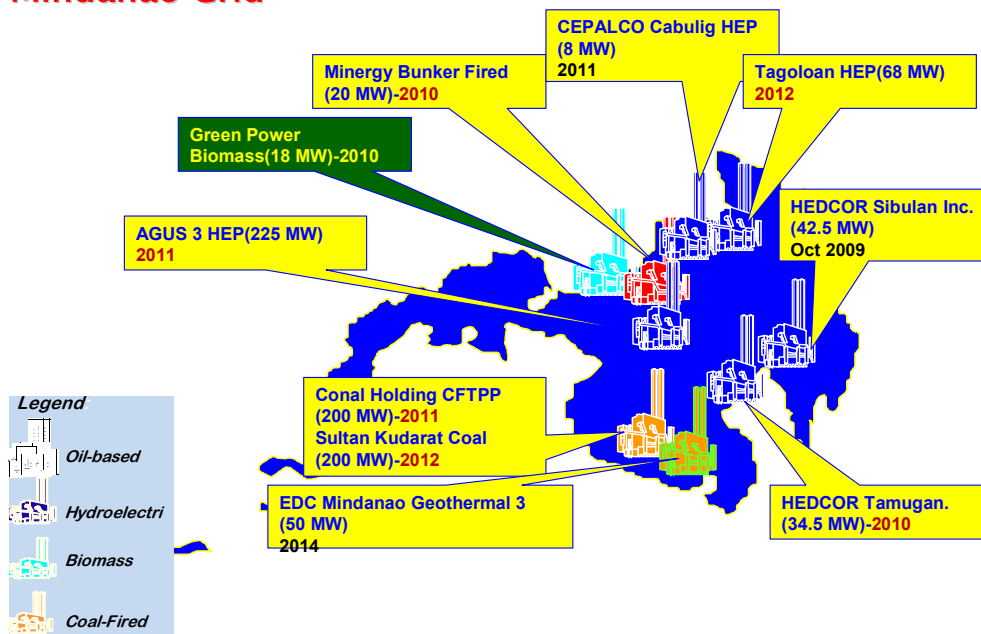 Mindanao Grid
CEPALCO Cabulig HEP
(8 MW)
2011
Minergy Bunker Fired
(20 MW)-2010
Tagoloan HEP(68 MW)
2012
Green Power
Biomass(18 MW)-2010
HEDCOR Sibulan Inc.
(42.5 MW)
Oct 2009
AGUS 3 HEP(225 MW)
2011
Conal Holding CFTPP
(200 MW)-2011
Sultan Kudarat Coal
(200 MW)-2012
EDC Mindanao Geothermal 3
(50 MW)
2014
HEDCOR Tamugan.
(34.5 MW)-2010
Legend
Oil-based
Hydroelectri
Biomass
Coal-Fired